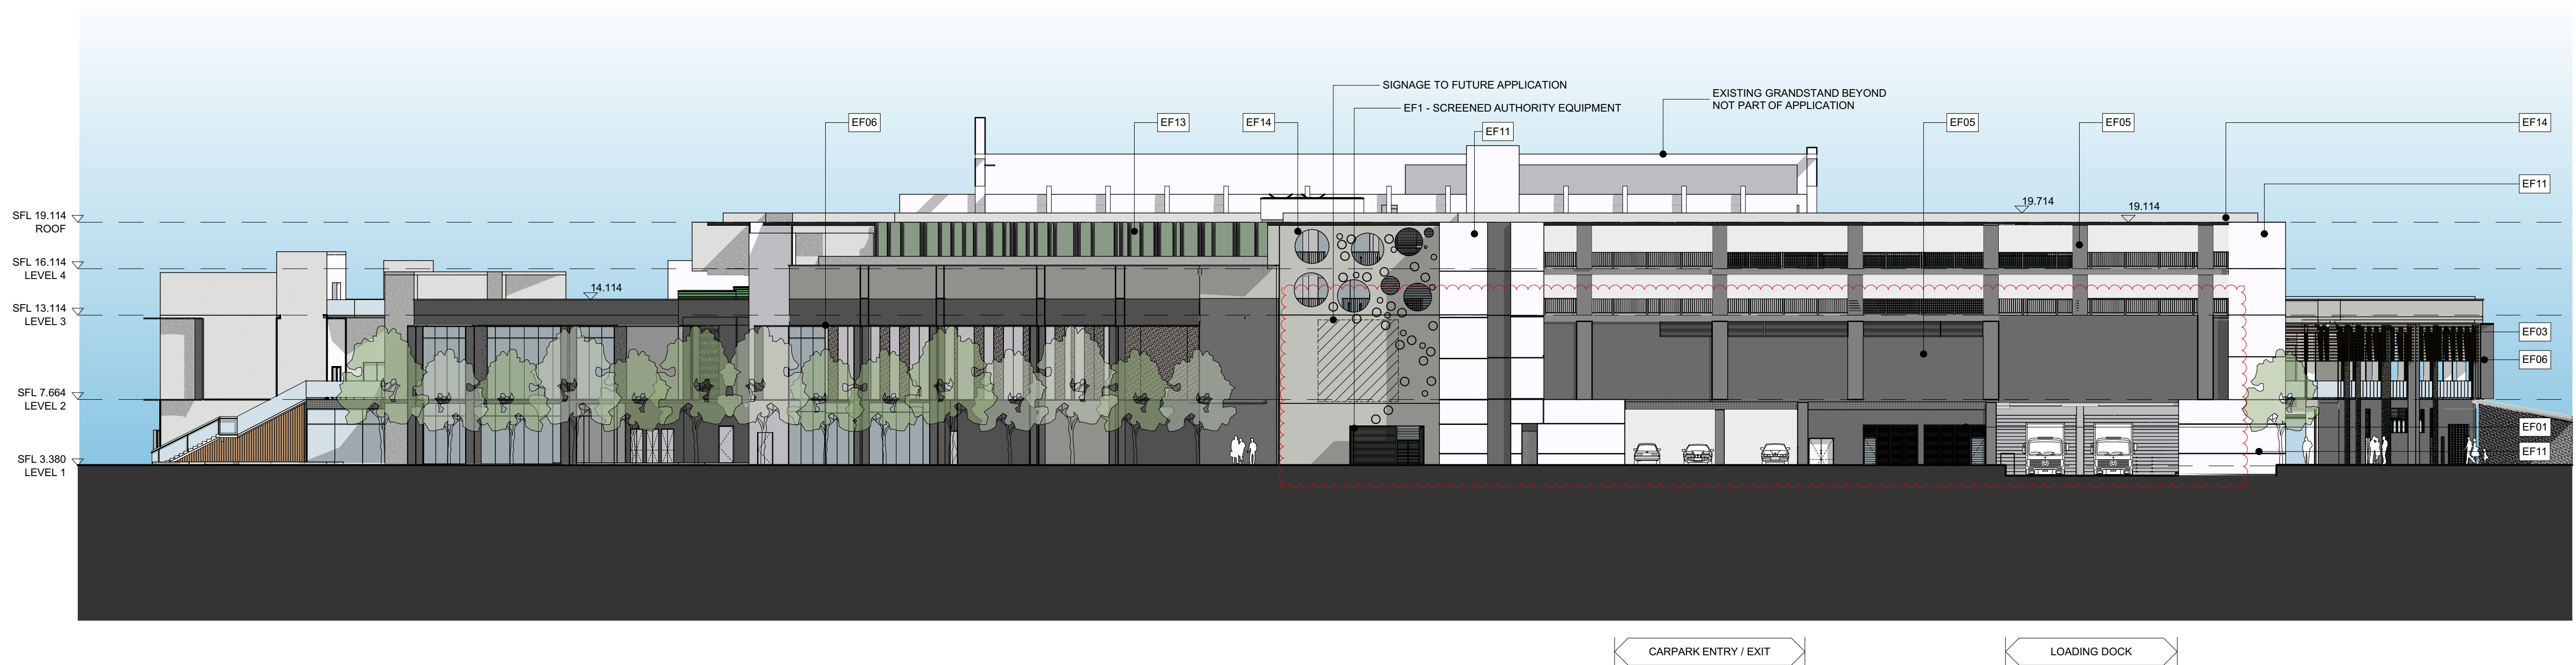 SIGNAGE TO FUTURE APPLICATION
EF1 - SCREENED AUTHORITY EQUIPMENT
EXISTING GRANDSTAND BEYOND
NOT PART OF APPLICATION
EF06
EF13
EF14
EF11
EF05
EF05
EF14
EF11
SFL 19.114
ROOF
19.714
19.114
SFL 16.114
LEVEL 4
14.114
SFL 13.114
LEVEL 3
EF03
EF06
SFL 7.664
LEVEL 2
EF01
EF11
SFL 3.380
LEVEL 1
CARPARK ENTRY / EXIT
LOADING DOCK